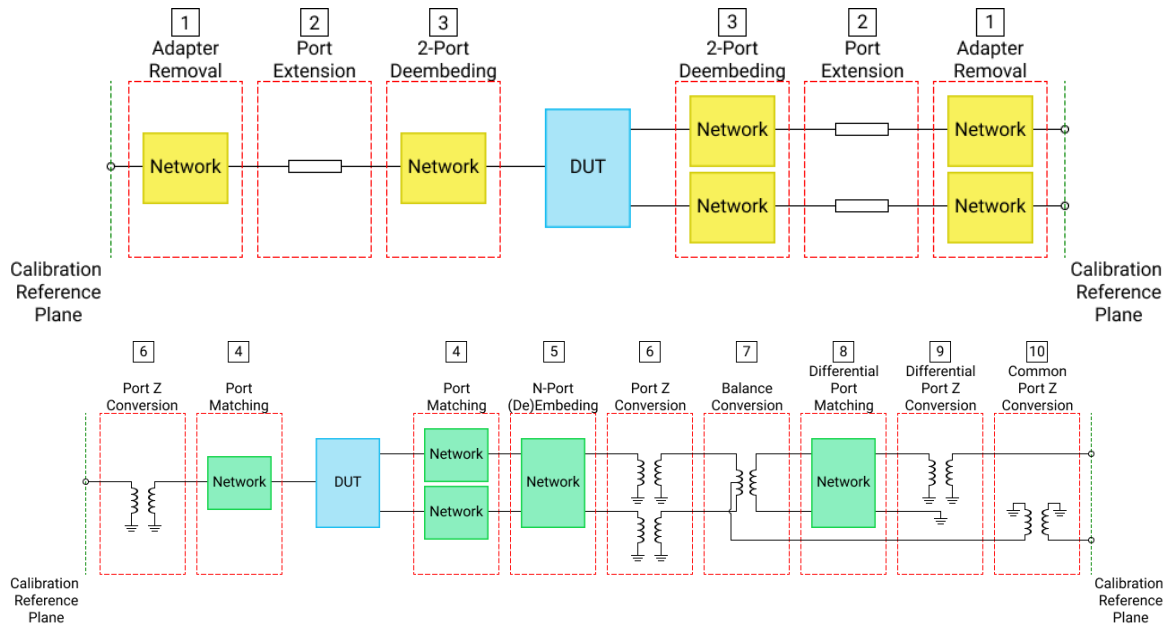 1
2
3
3
2
1
Adapter
Removal
Port
Extension
2-Port
Deembeding
2-Port
Deembeding
Port
Extension
Adapter
Removal
Network
Network
DUT
Network
Network
Network
Network
Calibration
Reference
Plane
Calibration
Reference
Plane
6
4
4
5
6
7
8
9
10
Port Z
Conversion
Port
Matching
Port
Matching
N-Port
(De)Embeding
Port Z
Conversion
Balance
Conversion
Differential
Port
Matching
Differential
Port Z
Conversion
Common
Port Z
Conversion
Network
DUT
Network
Network
Network
Network
Calibration
Reference
Plane
Calibration
Reference
Plane